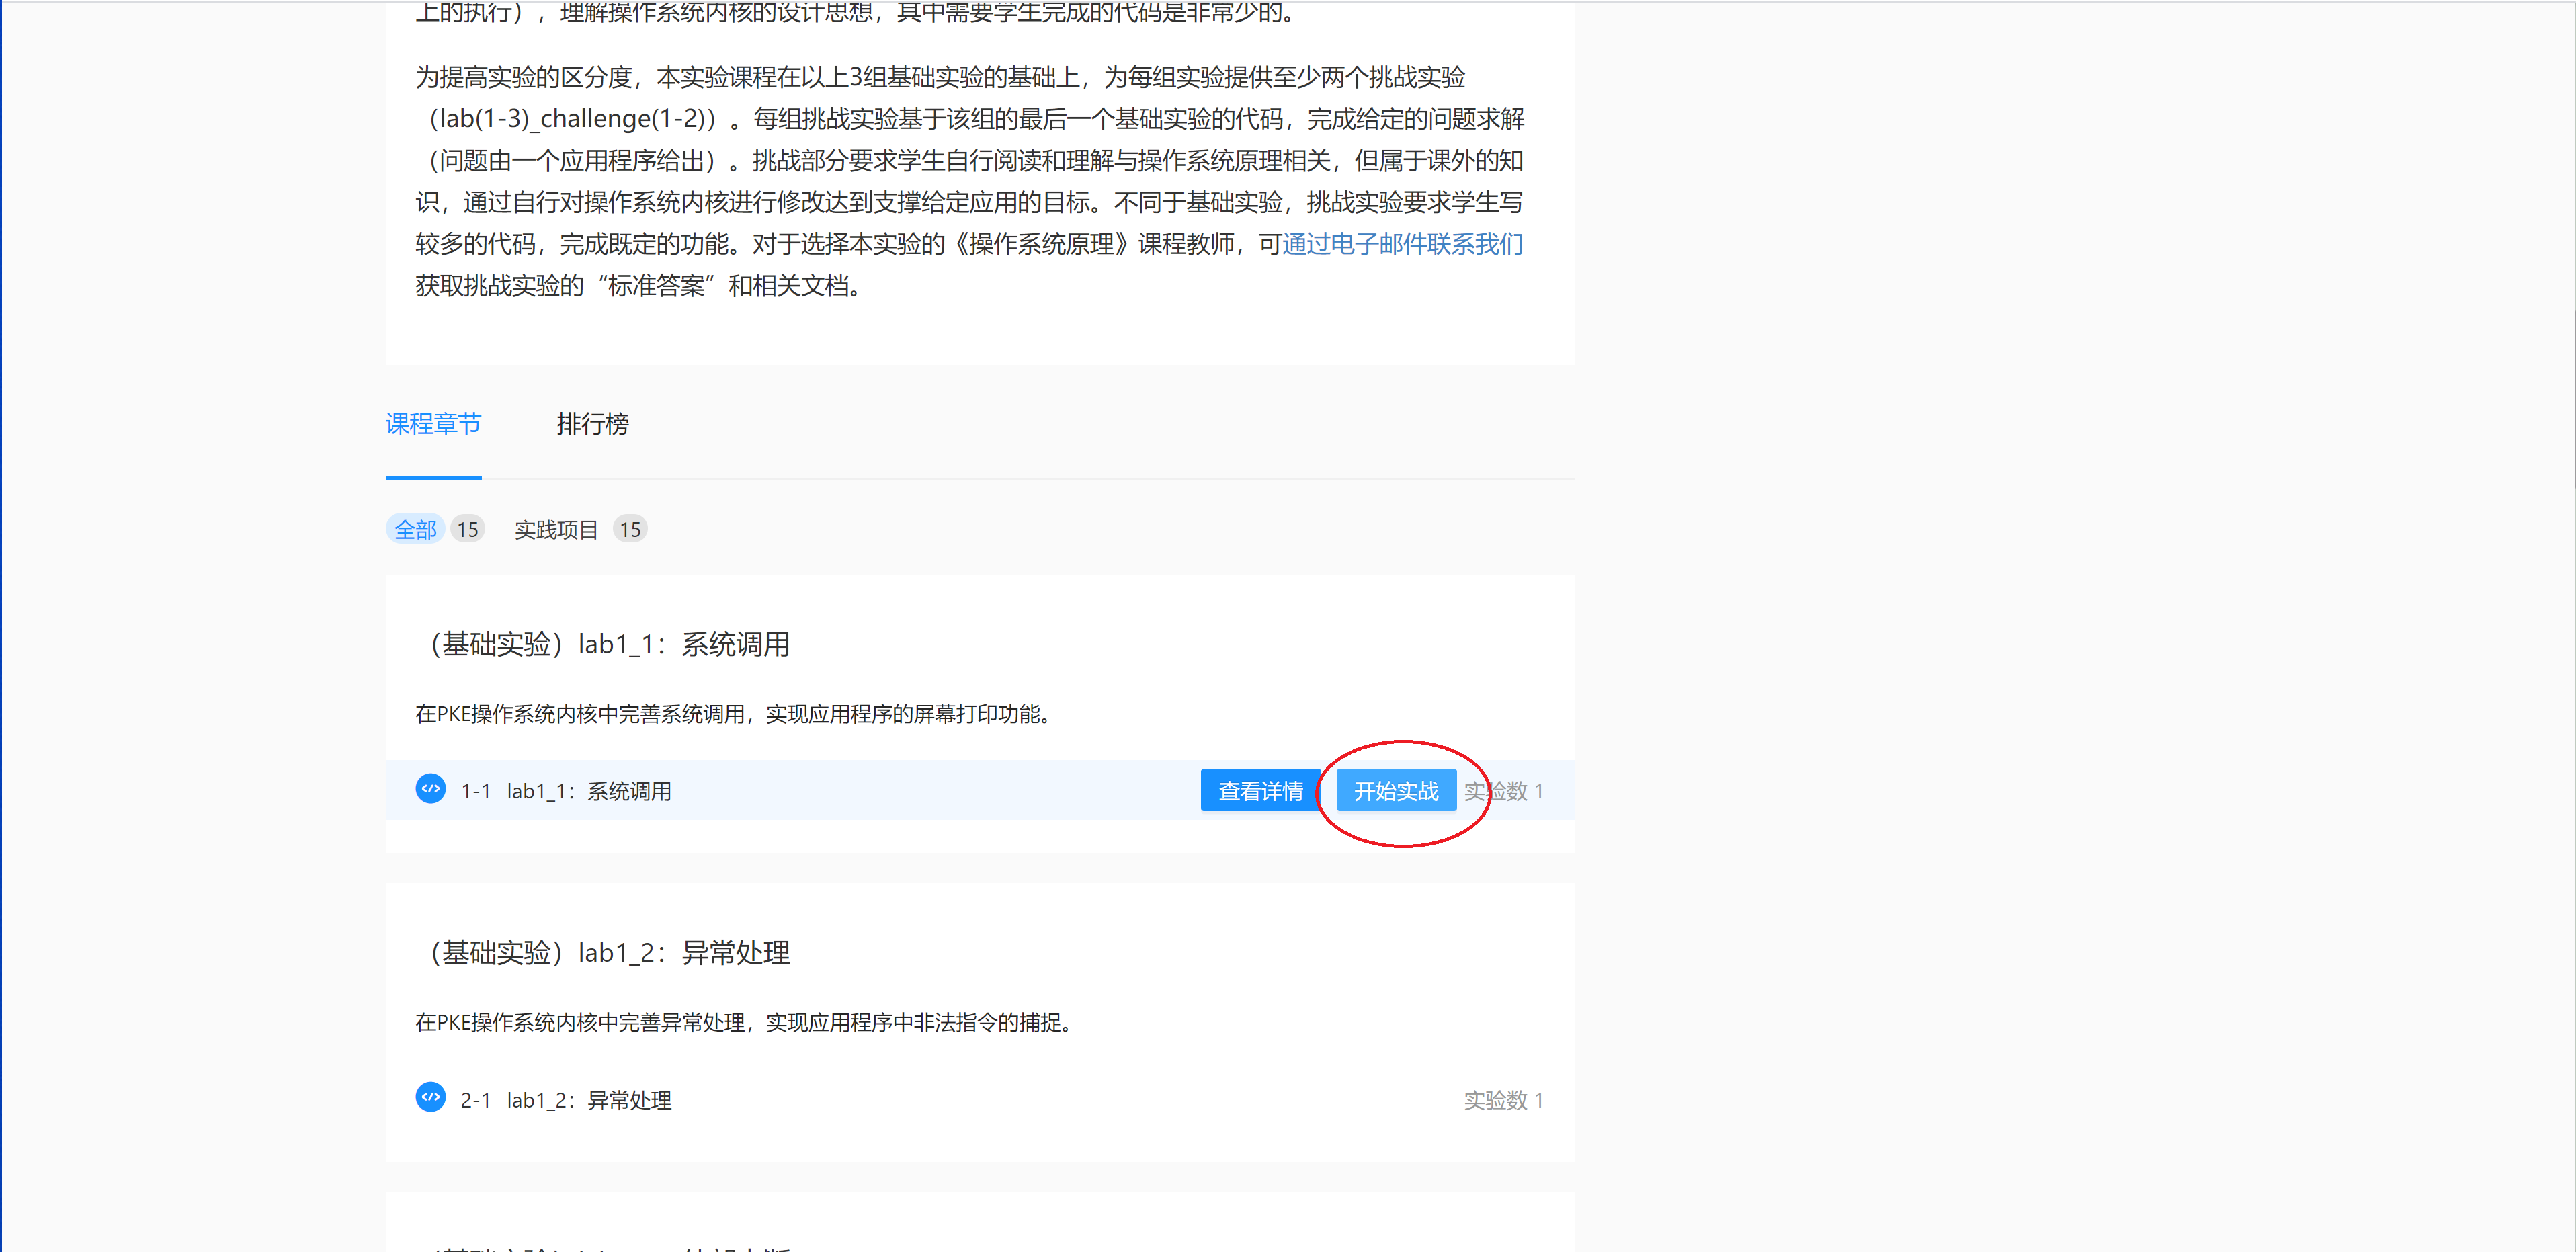 上的执行），理解操作系统内核的设计思想，其中需要学生完成的代码是非常少的。
为提高实验的区分度，本实验课程在以上3组基础实验的基础上，为每组实验提供至少两个挑战实验
（lab(1-3)_challenge(1-2)）。每组挑战实验基于该组的最后一个基础实验的代码，完成给定的问题求解
（问题由一个应用程序给出）。挑战部分要求学生自行阅读和理解与操作系统原理相关，但属于课外的知
识，通过自行对操作系统内核进行修改达到支撑给定应用的目标。不同于基础实验，挑战实验要求学生写
较多的代码，完成既定的功能。对于选择本实验的《操作系统原理》课程教师，可通过电子邮件联系我们
获取挑战实验的“标准答案”和相关文档。
课程章节 排行榜
全部 15 实践项目 15
（基础实验）lab1_1：系统调用
在PKE操作系统内核中完善系统调用，实现应用程序的屏幕打印功能。
1-1 lab1_1：系统调用 查看详情 开始实战 实验数 1
（基础实验）lab1_2：异常处理
在PKE操作系统内核中完善异常处理，实现应用程序中非法指令的捕捉。
2-1 lab1_2：异常处理 实验数 1